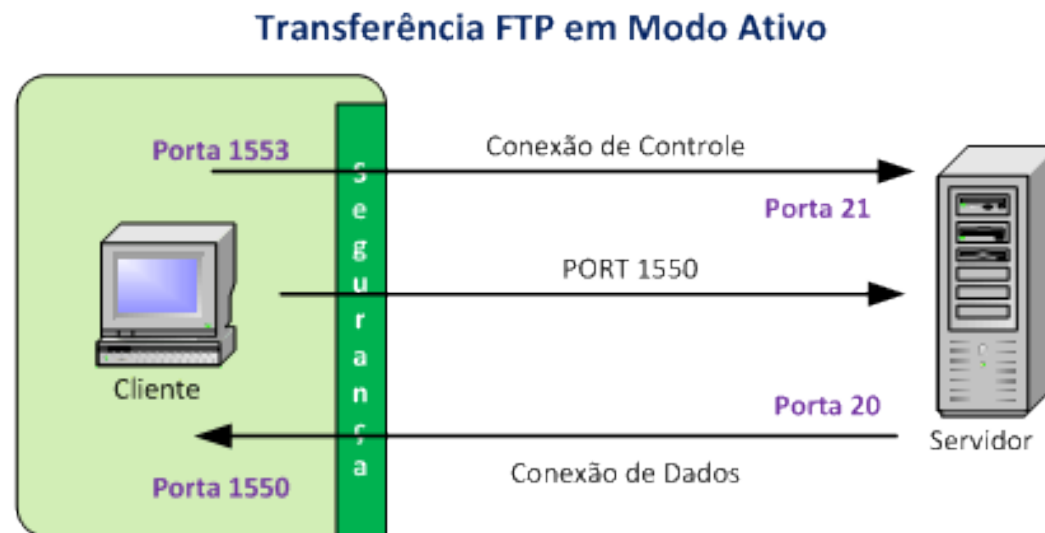 Transferência FTP em Modo Ativo
Porta 1553
Conexão de Controle
Porta 21
PORT 1550
Segurança
Cliente
Porta 20
Servidor
Conexão de Dados
Porta 1550